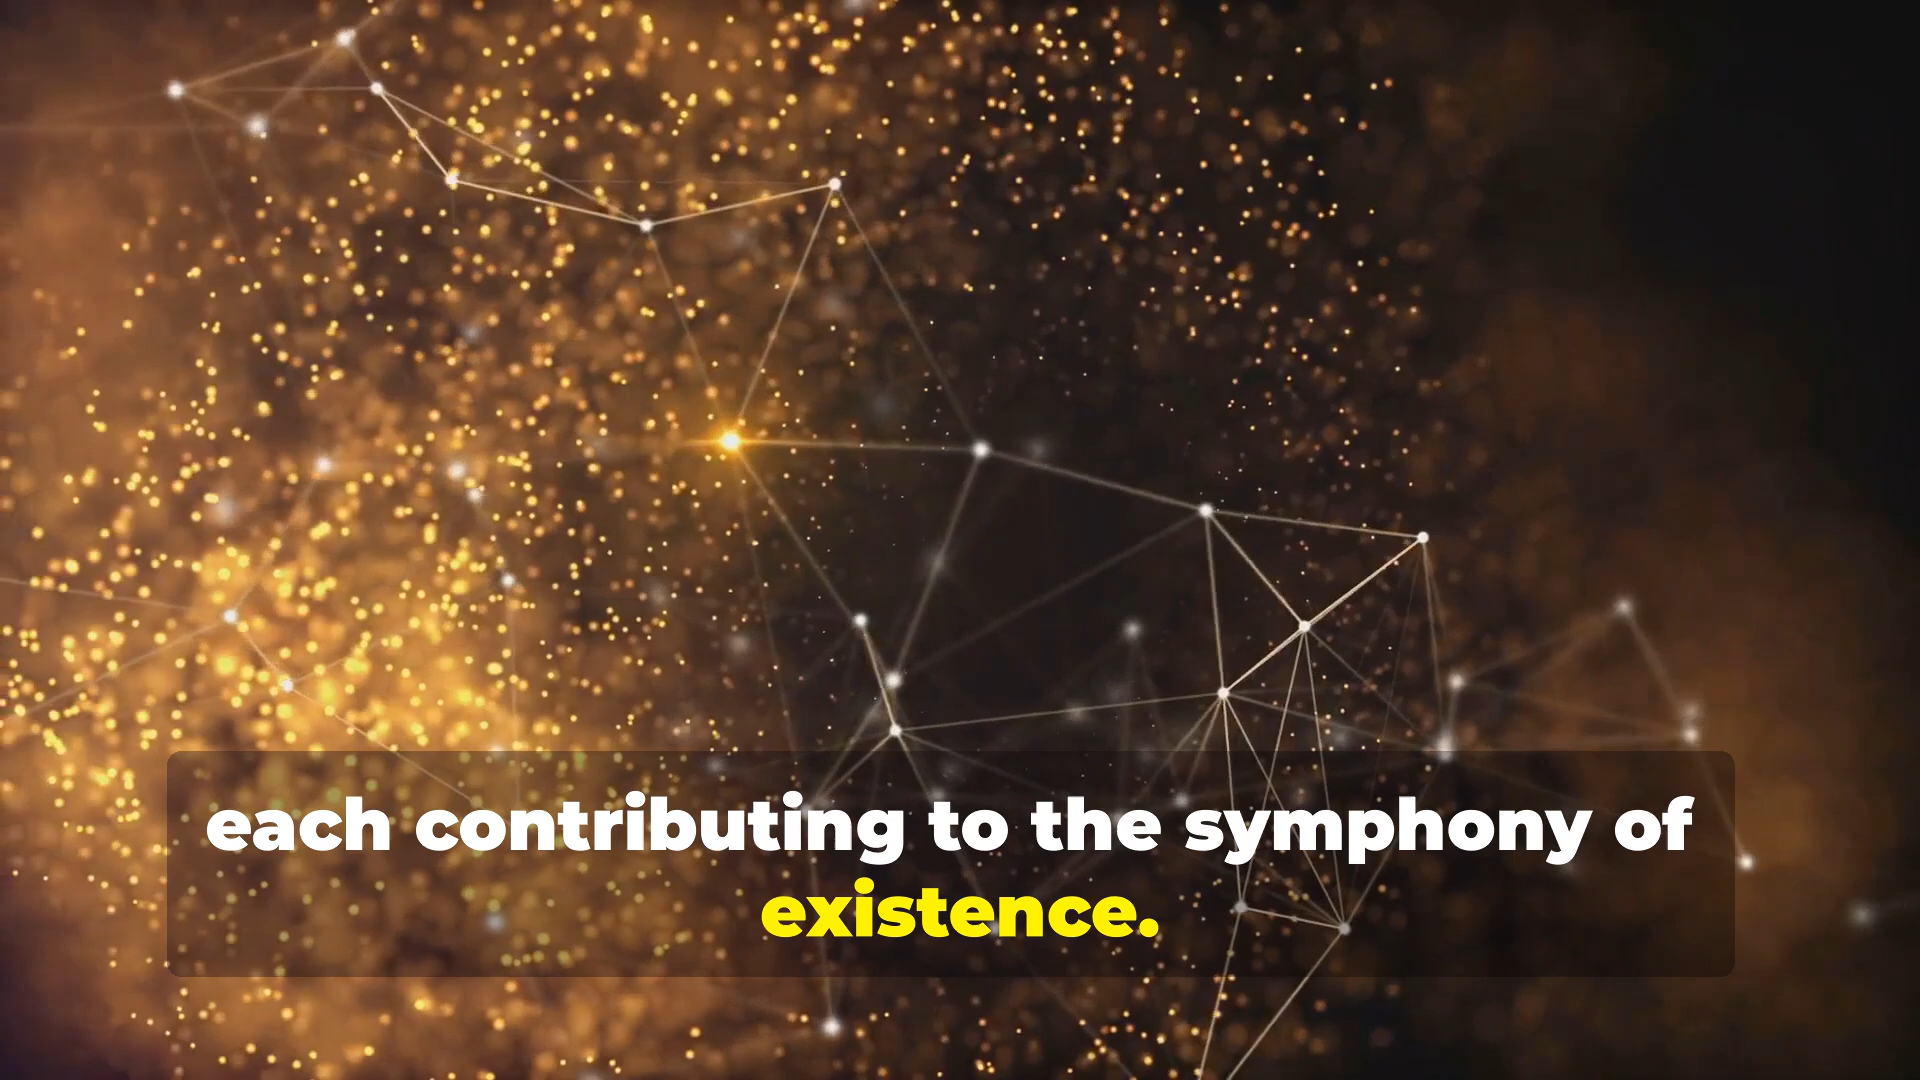 each contributing to the symphony of
existence.